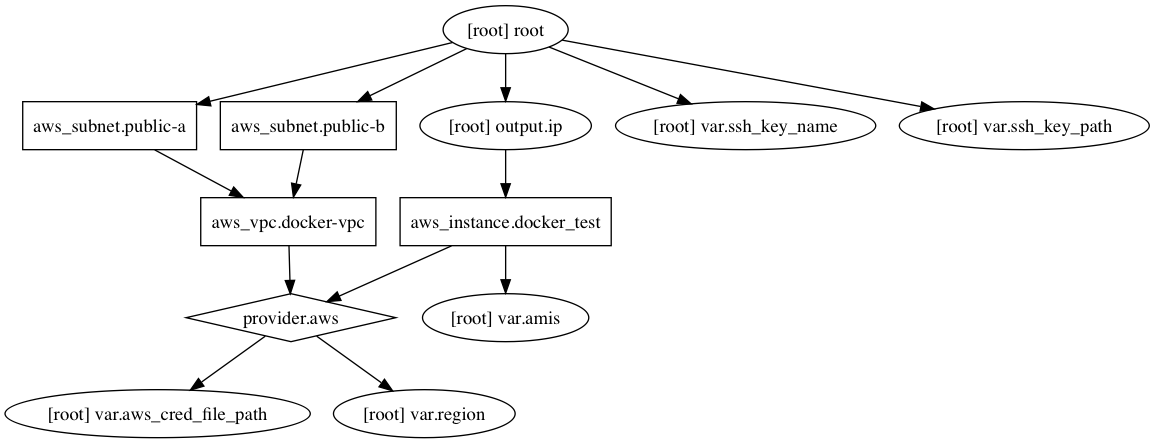 [root] root
aws_subnet.public-a
aws_subnet.public-b
[root] output.ip
[root] var.ssh_key_name
[root] var.ssh_key_path
aws_vpc.docker-vpc
aws_instance.docker_test
provider.aws
[root] var.amis
[root] var.aws_cred_file_path
[root] var.region